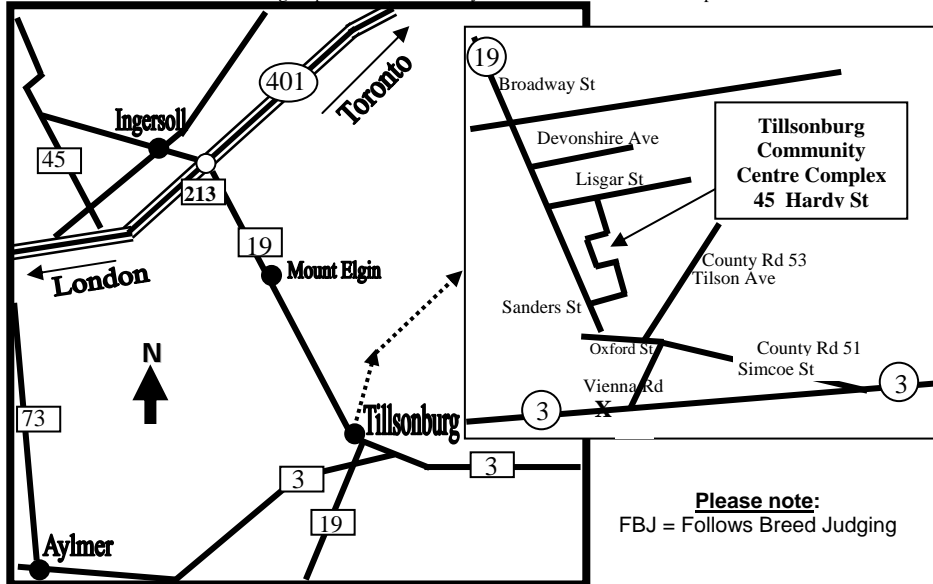 401
Toronto
Ingersoll
45
213
19
London
Mount Elgin
N
73
Tillsonburg
3
3
19
Aylmer
19
Broadway St
Devonshire Ave
Lisgar St
Tillsonburg
Community
Centre Complex
45 Hardy St
County Rd 53
Tilson Ave
Sanders St
Oxford St
County Rd 51
Simcoe St
Vienna Rd
X
3
3
Please note:
FBJ = Follows Breed Judging